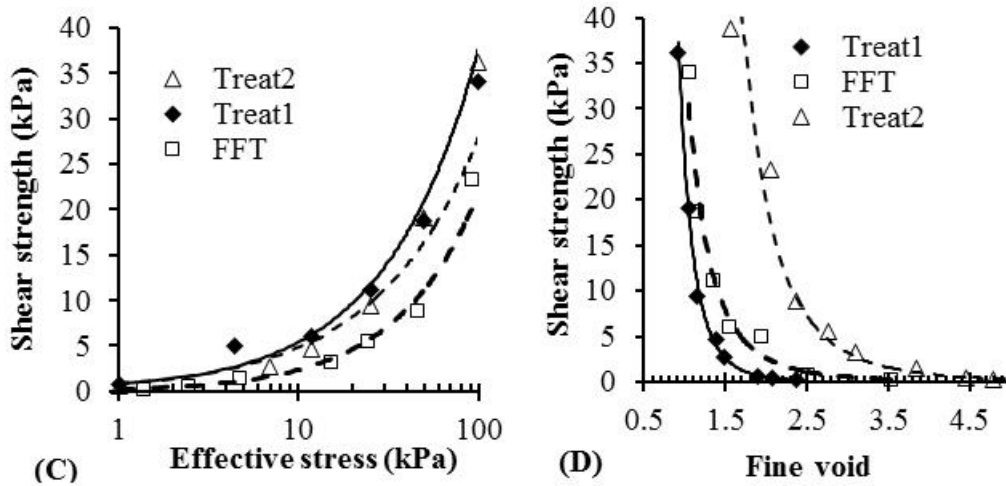 Shear strength (kPa)
40
35
30
25
20
15
10
5
0
Treat2
Treat1
FFT
1
10
100
Effective stress (kPa)
(C)
Shear strength (kPa)
40
35
30
25
20
15
10
5
0
Treat1
FFT
Treat2
0.5
1.5
2.5
3.5
4.5
Fine void
(D)